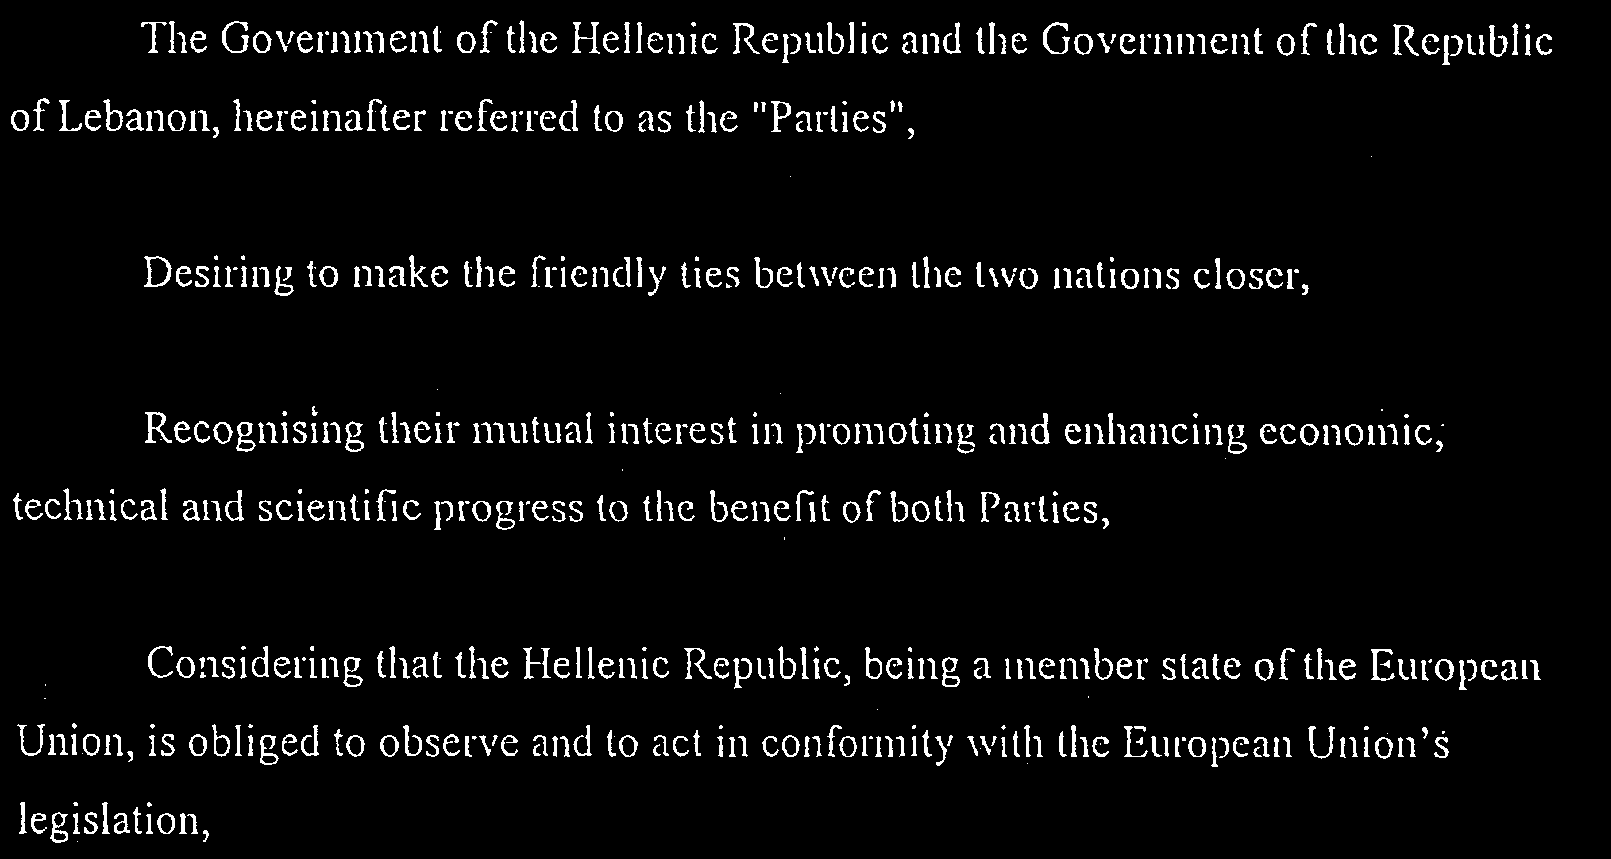 The Government of the Hellenic Republic and the Government of the Republic
of Lebanon, hereinafter referred to as the "Parties",
Desiring to make the friendly ties between the two nations closer,
Recognising their mutual interest in promoting and enhancing economic,
technical and scientific progress to the benefit of both Parties,
Considering that the Hellenic Republic, being a member state of the European
Union, is obliged to observe and to act in conformity with the European Union's
legislation,